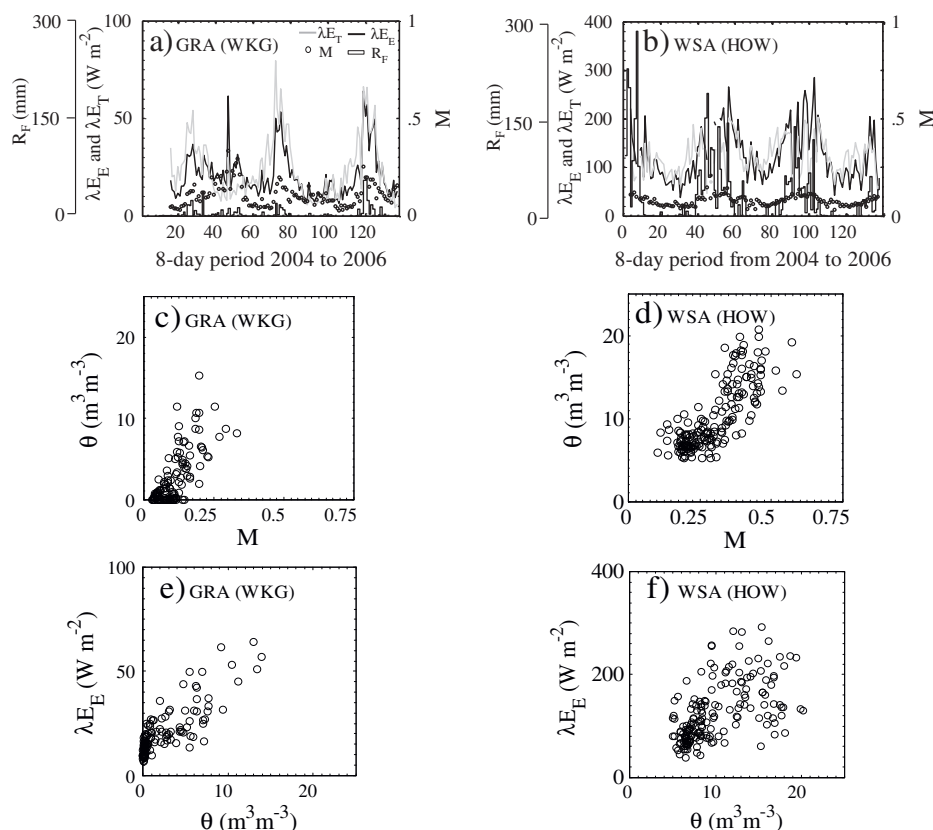 a) GRA (WKG)
λE_T λE_E
M R_F
300
150
0
R_F (mm)
100
50
0
λE_E and λE_T (W m^-2)
1
.5
0
M
20 40 60 80 100 120
8-day period 2004 to 2006
b) WSA (HOW)
300
150
0
R_F (mm)
400
300
200
100
0
λE_E and λE_T (W m^-2)
1
.5
0
M
0 20 40 60 80 100 120
8-day period from 2004 to 2006
c) GRA (WKG)
20
10
0
θ (m^3 m^-3)
0 0.25 0.5 0.75
M
d) WSA (HOW)
20
10
0
θ (m^3 m^-3)
0 0.25 0.5 0.75
M
e) GRA (WKG)
100
50
0
λE_E (W m^-2)
0 10 20
θ (m^3m^-3)
f) WSA (HOW)
400
200
0
λE_E (W m^-2)
0 10 20
θ (m^3m^-3)